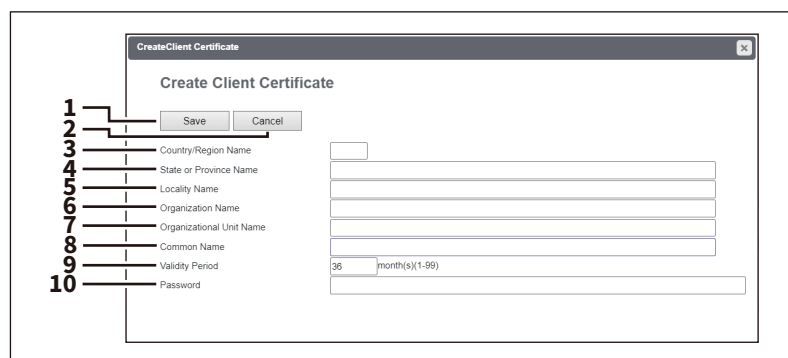 CreateClient Certificate
Create Client Certificate
1
Save Cancel
2
3 Country/Region Name
4 State or Province Name
5 Locality Name
6 Organization Name
7 Organizational Unit Name
8 Common Name
9 Validity Period 36 month(s)(1-99)
10 Password